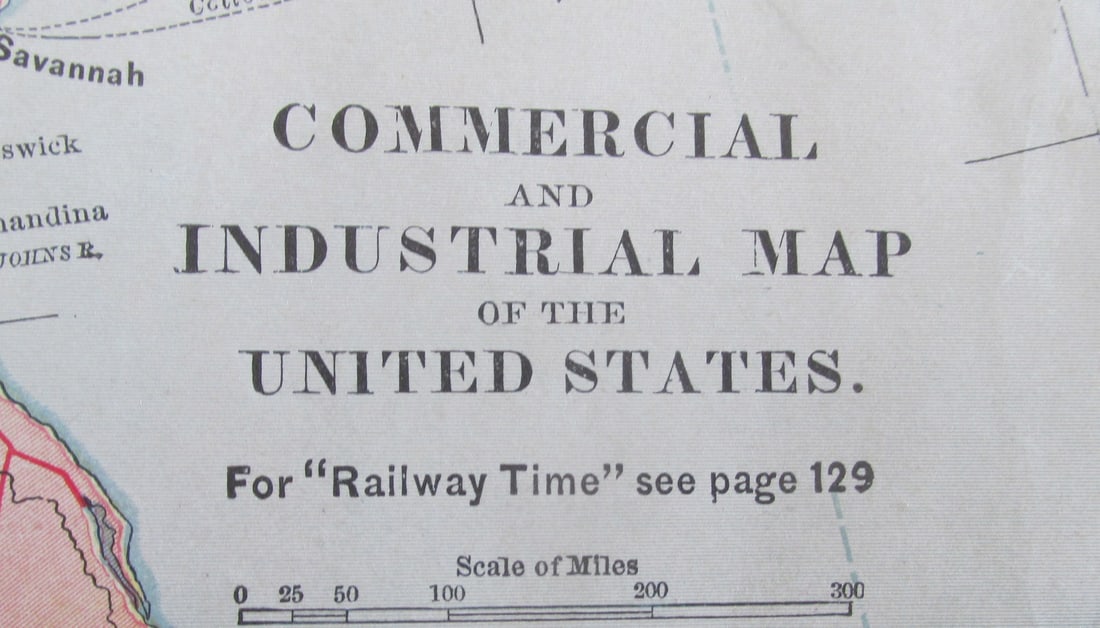 Savannah
swick
nandina
JOHNS R.
COMMERCIAL
AND
INDUSTRIAL MAP
OF THE
UNITED STATES.
For "Railway Time" see page 129
Scale of Miles
0 25 50 100 200 300